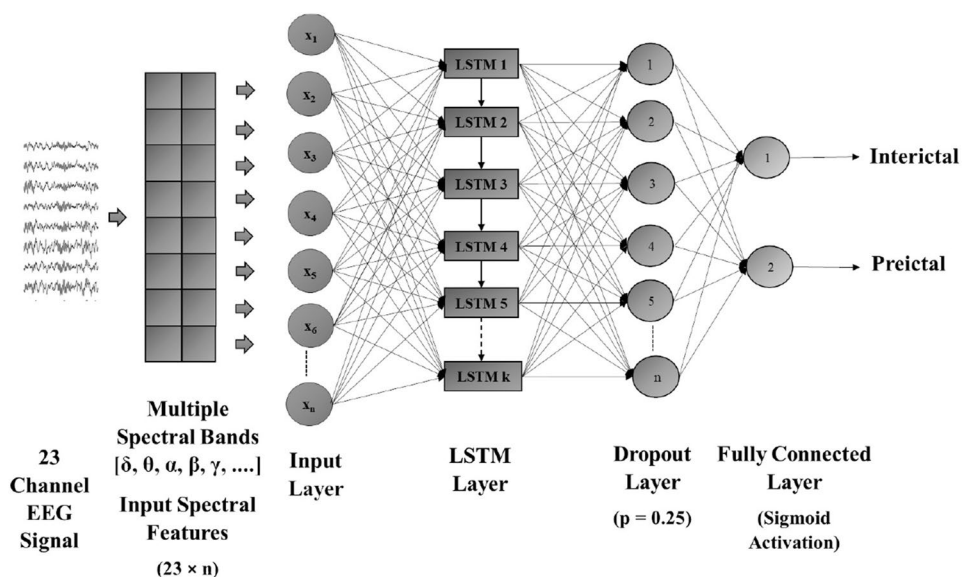 x1
x2
x3
x4
x5
x6
xn
LSTM 1
LSTM 2
LSTM 3
LSTM 4
LSTM 5
LSTM k
1
2
3
4
5
n
1
2
Interictal
Preictal
23
Channel
EEG
Signal
Multiple
Spectral Bands
[δ, θ, α, β, γ, ....]
Input Spectral
Features
(23 × n)
Input
Layer
LSTM
Layer
Dropout
Layer
(p = 0.25)
Fully Connected
Layer
(Sigmoid
Activation)